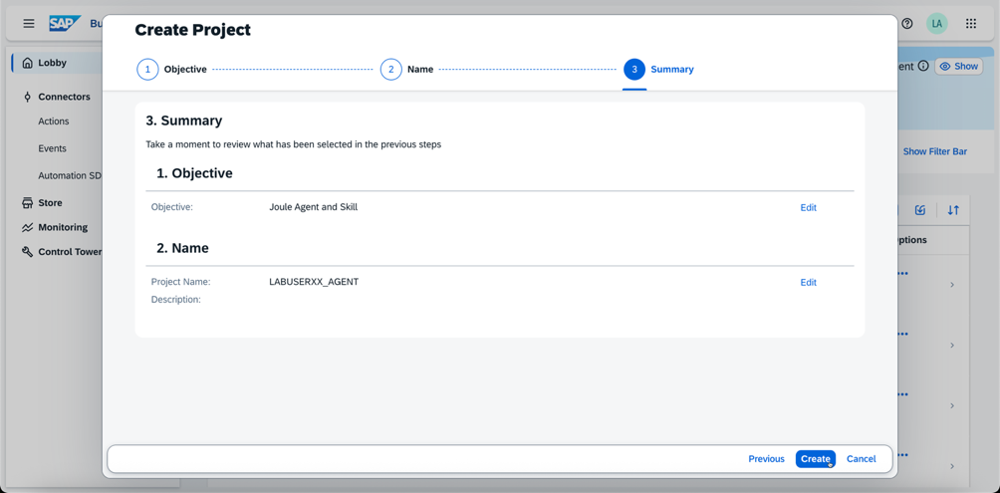 SAP Bu
Create Project
LA
1 Objective
2 Name
3 Summary
Lobby
ent
Show
Connectors
3. Summary
Actions
Take a moment to review what has been selected in the previous steps
Events
Show Filter Bar
1. Objective
Automation SD
Store
Objective: Joule Agent and Skill Edit
Monitoring
ptions
Control Tower
2. Name
Project Name: LABUSERXX_AGENT Edit
Description:
Previous Create Cancel